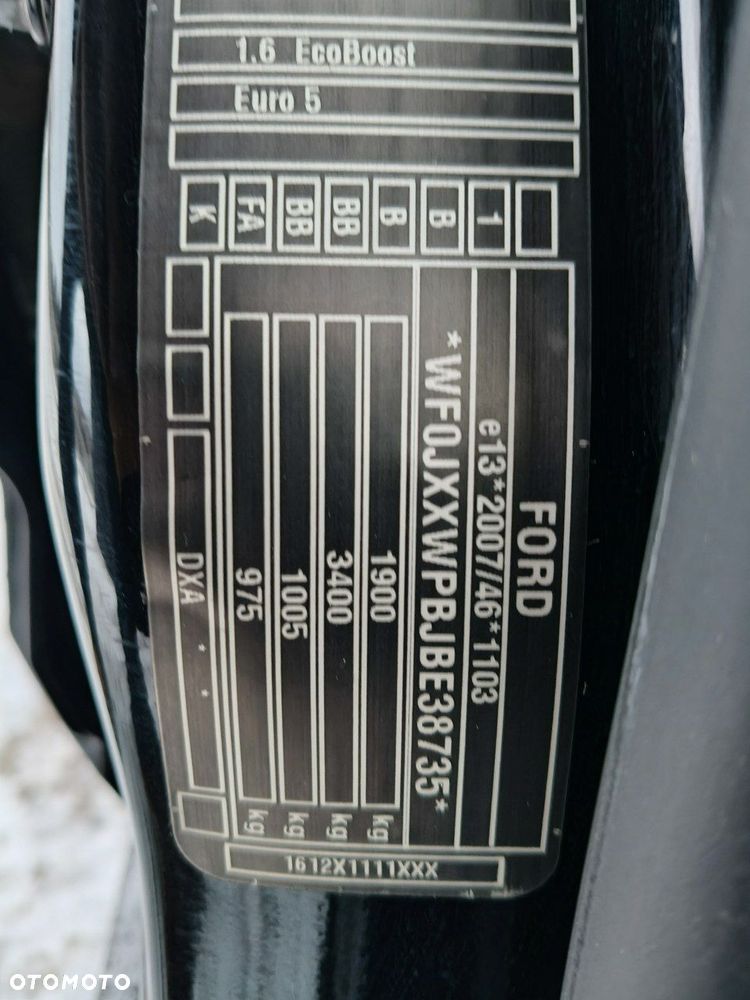 FORD
e13*2007/46*1103
*WF0JXXWPBJBE38735*
1900 kg
3400 kg
1005 kg
975 kg
DXA * *
1
B
B
BB
BB
FA
K
1.6 EcoBoost
Euro 5
1612X1111XXX
OTOMOTO